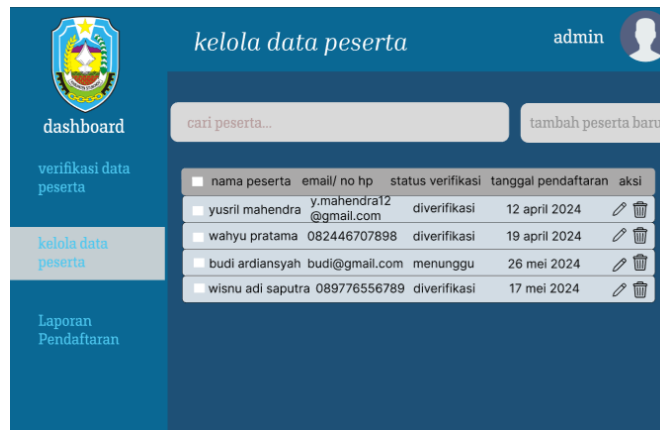 kelola data peserta
admin
dashboard
cari peserta...
tambah peserta baru
verifikasi data
peserta
kelola data
peserta
Laporan
Pendaftaran
nama peserta email/ no hp status verifikasi tanggal pendaftaran aksi
yusril mahendra y.mahendra12
@gmail.com diverifikasi 12 april 2024
wahyu pratama 082446707898 diverifikasi 19 april 2024
budi ardiansyah budi@gmail.com menunggu 26 mei 2024
wisnu adi saputra 089776556789 diverifikasi 17 mei 2024